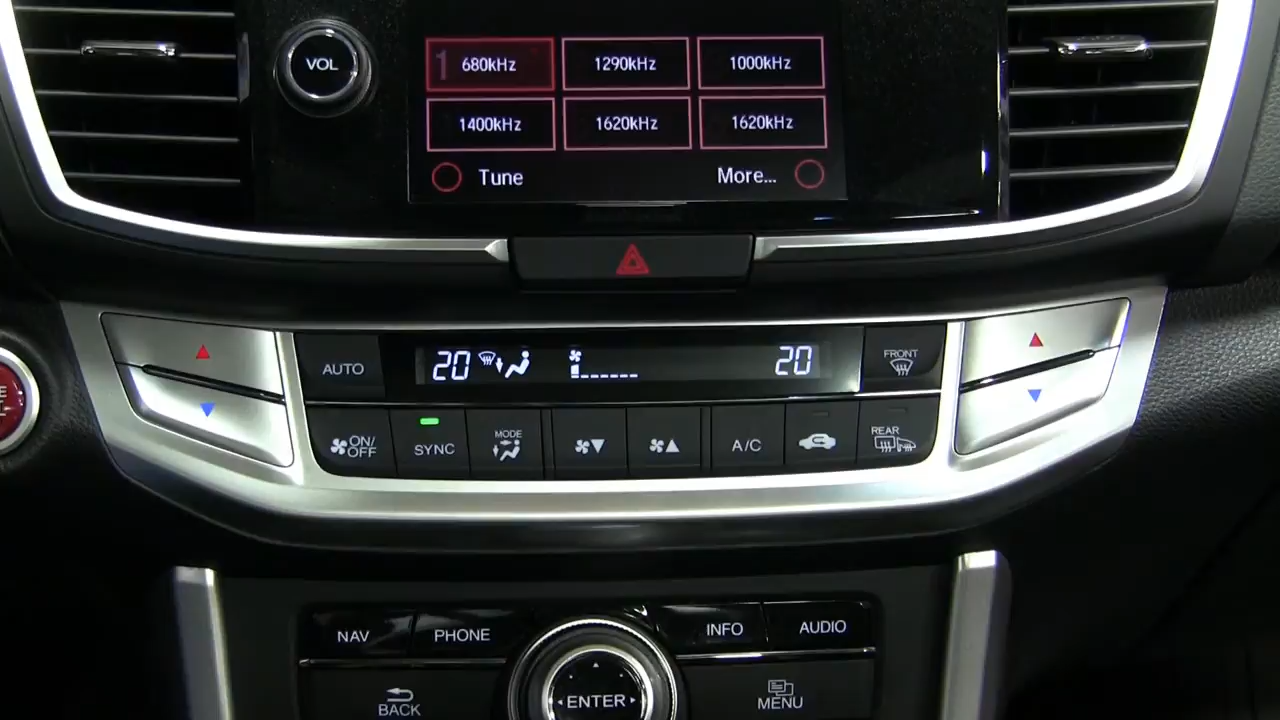 VOL
1 680kHz 1290kHz 1000kHz
1400kHz 1620kHz 1620kHz
Tune More...
AUTO 20 20 FRONT
ON/OFF SYNC MODE A/C REAR
NAV PHONE INFO AUDIO
BACK ENTER MENU